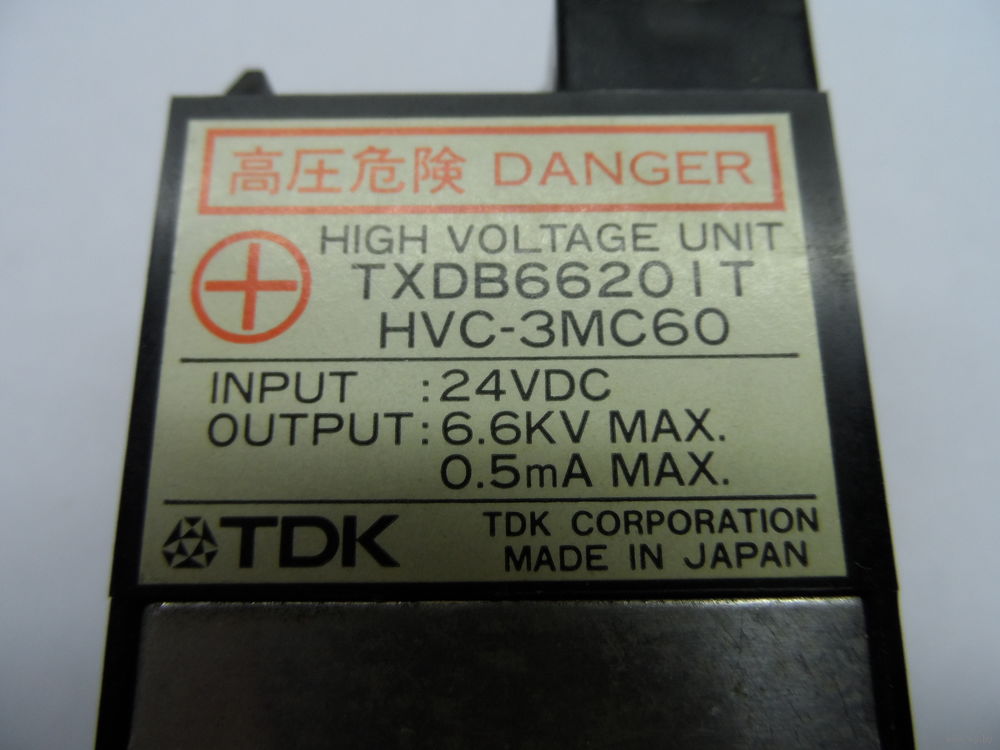 高圧危険 DANGER
HIGH VOLTAGE UNIT
TXDB66201T
HVC-3MC60
INPUT :24VDC
OUTPUT:6.6KV MAX.
0.5mA MAX.
TDK
TDK CORPORATION
MADE IN JAPAN